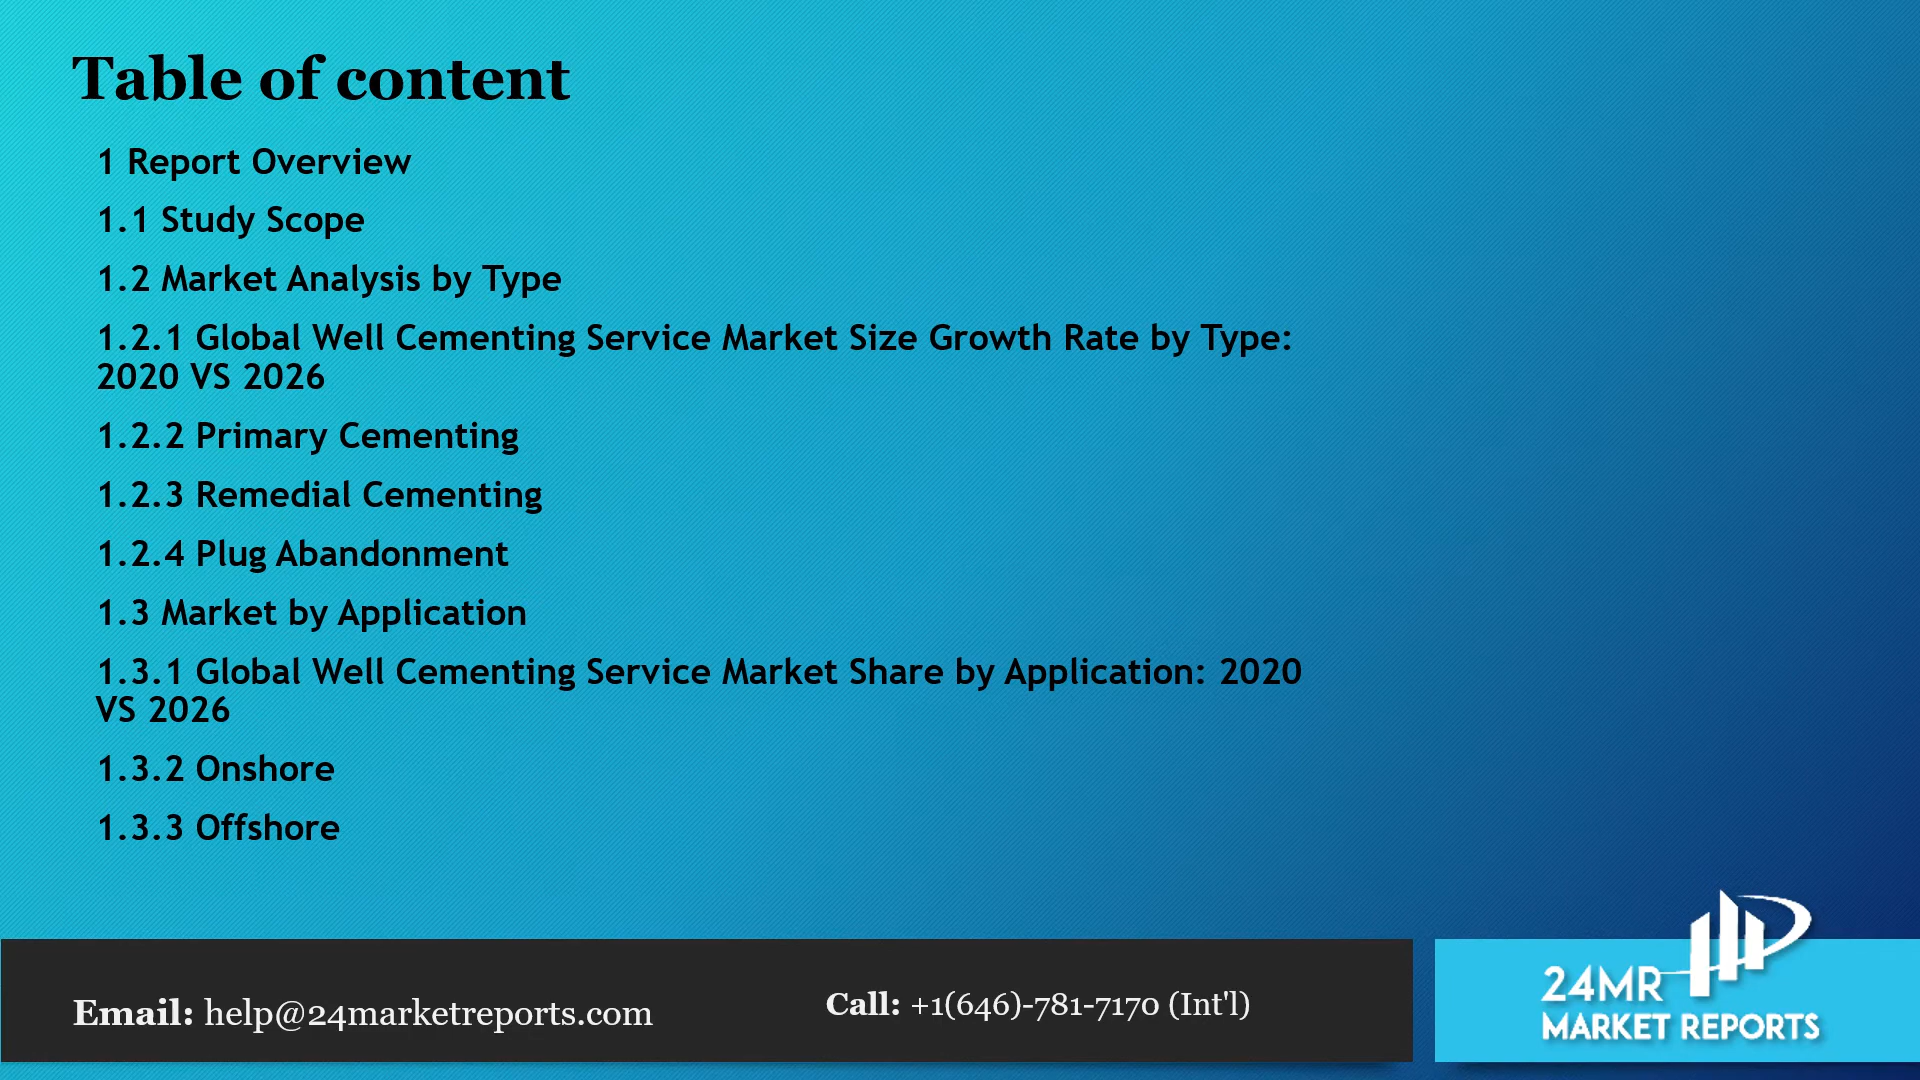 Table of content
1 Report Overview
1.1 Study Scope
1.2 Market Analysis by Type
1.2.1 Global Well Cementing Service Market Size Growth Rate by Type:
2020 VS 2026
1.2.2 Primary Cementing
1.2.3 Remedial Cementing
1.2.4 Plug Abandonment
1.3 Market by Application
1.3.1 Global Well Cementing Service Market Share by Application: 2020
VS 2026
1.3.2 Onshore
1.3.3 Offshore
Email: help@24marketreports.com
Call: +1(646)-781-7170 (Int'l)
24MR
MARKET REPORTS